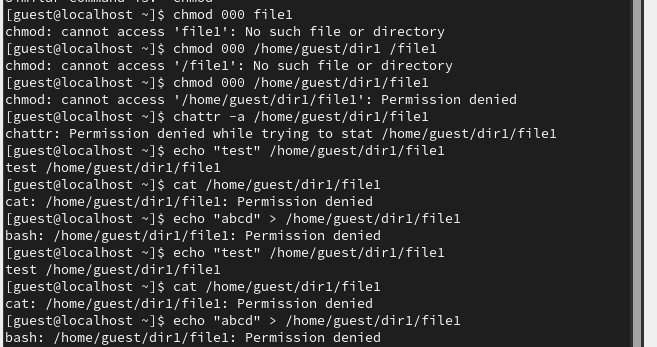 [guest@localhost ~]$ chmod 000 file1
chmod: cannot access 'file1': No such file or directory
[guest@localhost ~]$ chmod 000 /home/guest/dir1 /file1
chmod: cannot access '/file1': No such file or directory
[guest@localhost ~]$ chmod 000 /home/guest/dir1/file1
chmod: cannot access '/home/guest/dir1/file1': Permission denied
[guest@localhost ~]$ chattr -a /home/guest/dir1/file1
chattr: Permission denied while trying to stat /home/guest/dir1/file1
[guest@localhost ~]$ echo "test" /home/guest/dir1/file1
test /home/guest/dir1/file1
[guest@localhost ~]$ cat /home/guest/dir1/file1
cat: /home/guest/dir1/file1: Permission denied
[guest@localhost ~]$ echo "abcd" > /home/guest/dir1/file1
bash: /home/guest/dir1/file1: Permission denied
[guest@localhost ~]$ echo "test" /home/guest/dir1/file1
test /home/guest/dir1/file1
[guest@localhost ~]$ cat /home/guest/dir1/file1
cat: /home/guest/dir1/file1: Permission denied
[guest@localhost ~]$ echo "abcd" > /home/guest/dir1/file1
bash: /home/guest/dir1/file1: Permission denied